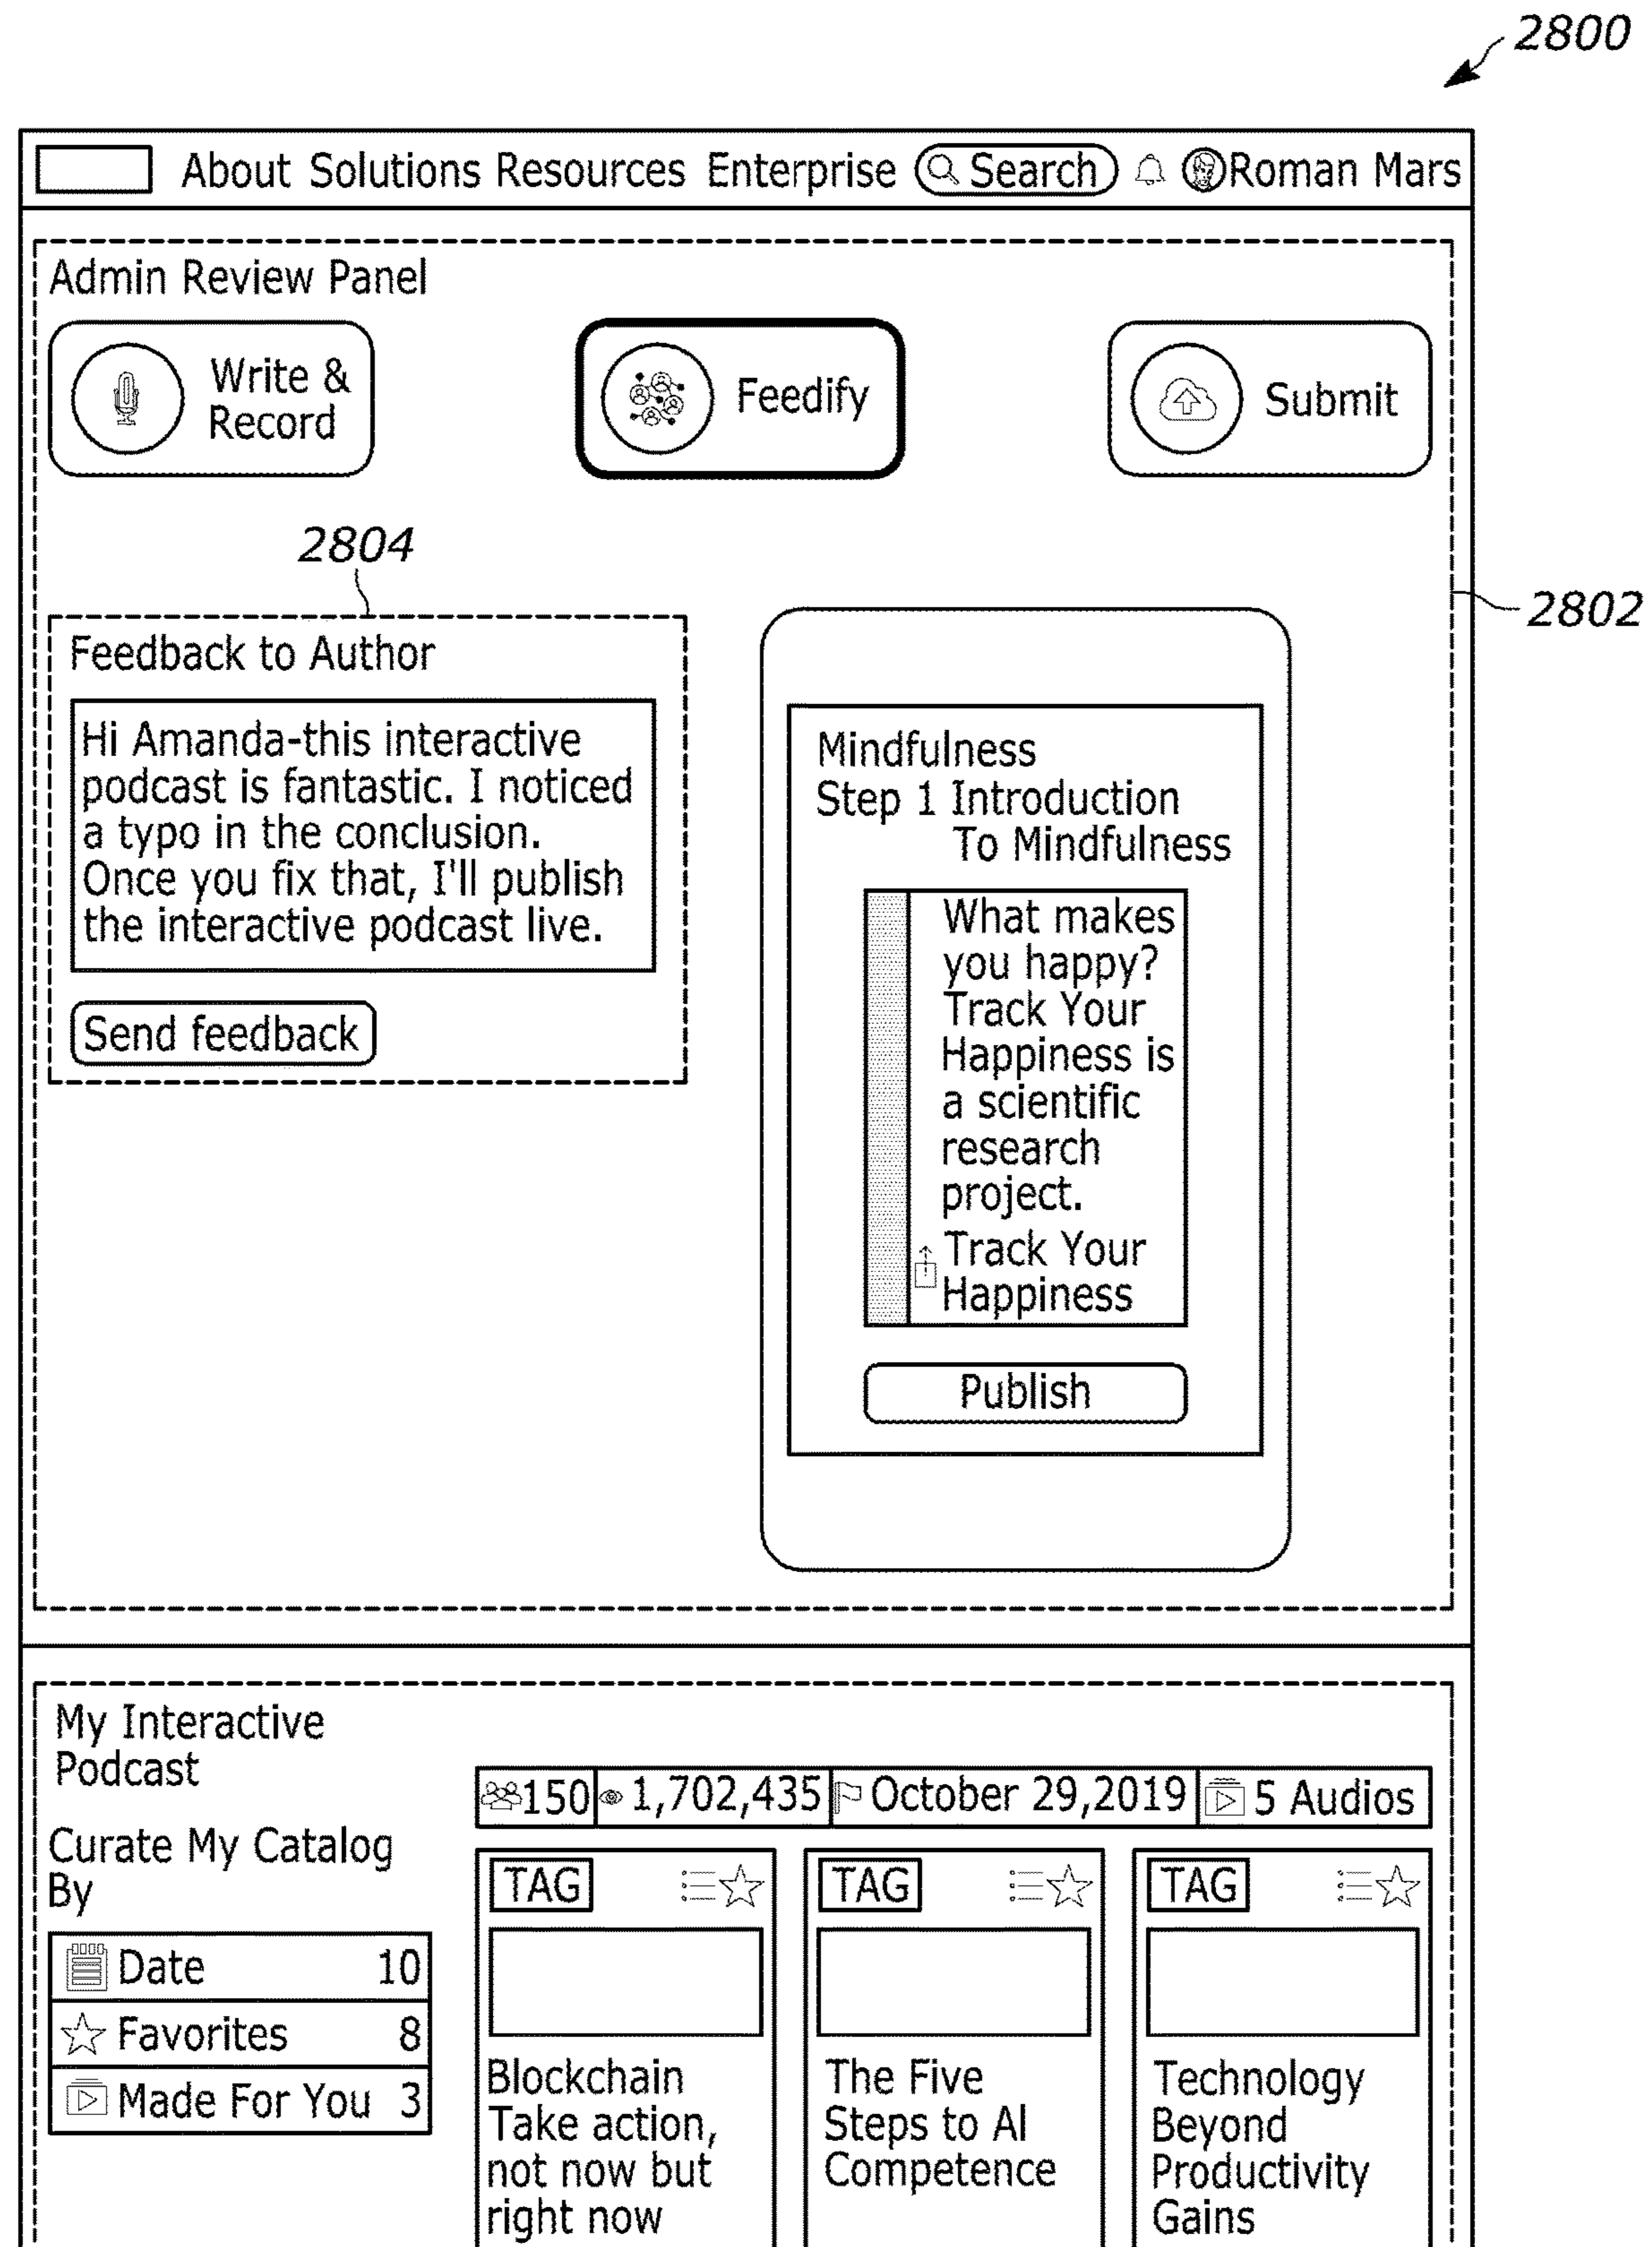 2800
About Solutions Resources Enterprise Search Roman Mars
Admin Review Panel
Write &
Record
Feedify
Submit
2804
2802
Feedback to Author
Hi Amanda-this interactive
podcast is fantastic. I noticed
a typo in the conclusion.
Once you fix that, I'll publish
the interactive podcast live.
Send feedback
Mindfulness
Step 1 Introduction
To Mindfulness
What makes
you happy?
Track Your
Happiness is
a scientific
research
project.
Track Your
Happiness
Publish
My Interactive
Podcast
150 1,702,435 October 29,2019 5 Audios
Curate My Catalog
By
Date 10
Favorites 8
Made For You 3
TAG
Blockchain
Take action,
not now but
right now
TAG
The Five
Steps to AI
Competence
TAG
Technology
Beyond
Productivity
Gains